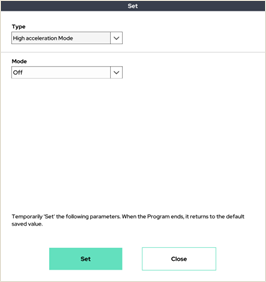 Set
Type
High acceleration Mode
Mode
Off
Temporarily 'Set' the following parameters. When the Program ends, it returns to the default
saved value.
Set
Close